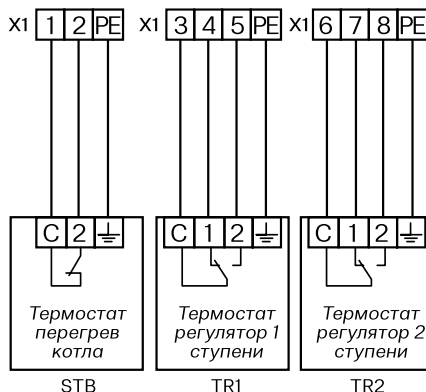 X1 1 2 PE X1 3 4 5 PE X1 6 7 8 PE
C 2 C 1 2 C 1 2
Термостат
перегрев
котла
Термостат
регулятор 1
ступени
Термостат
регулятор 2
ступени
STB TR1 TR2